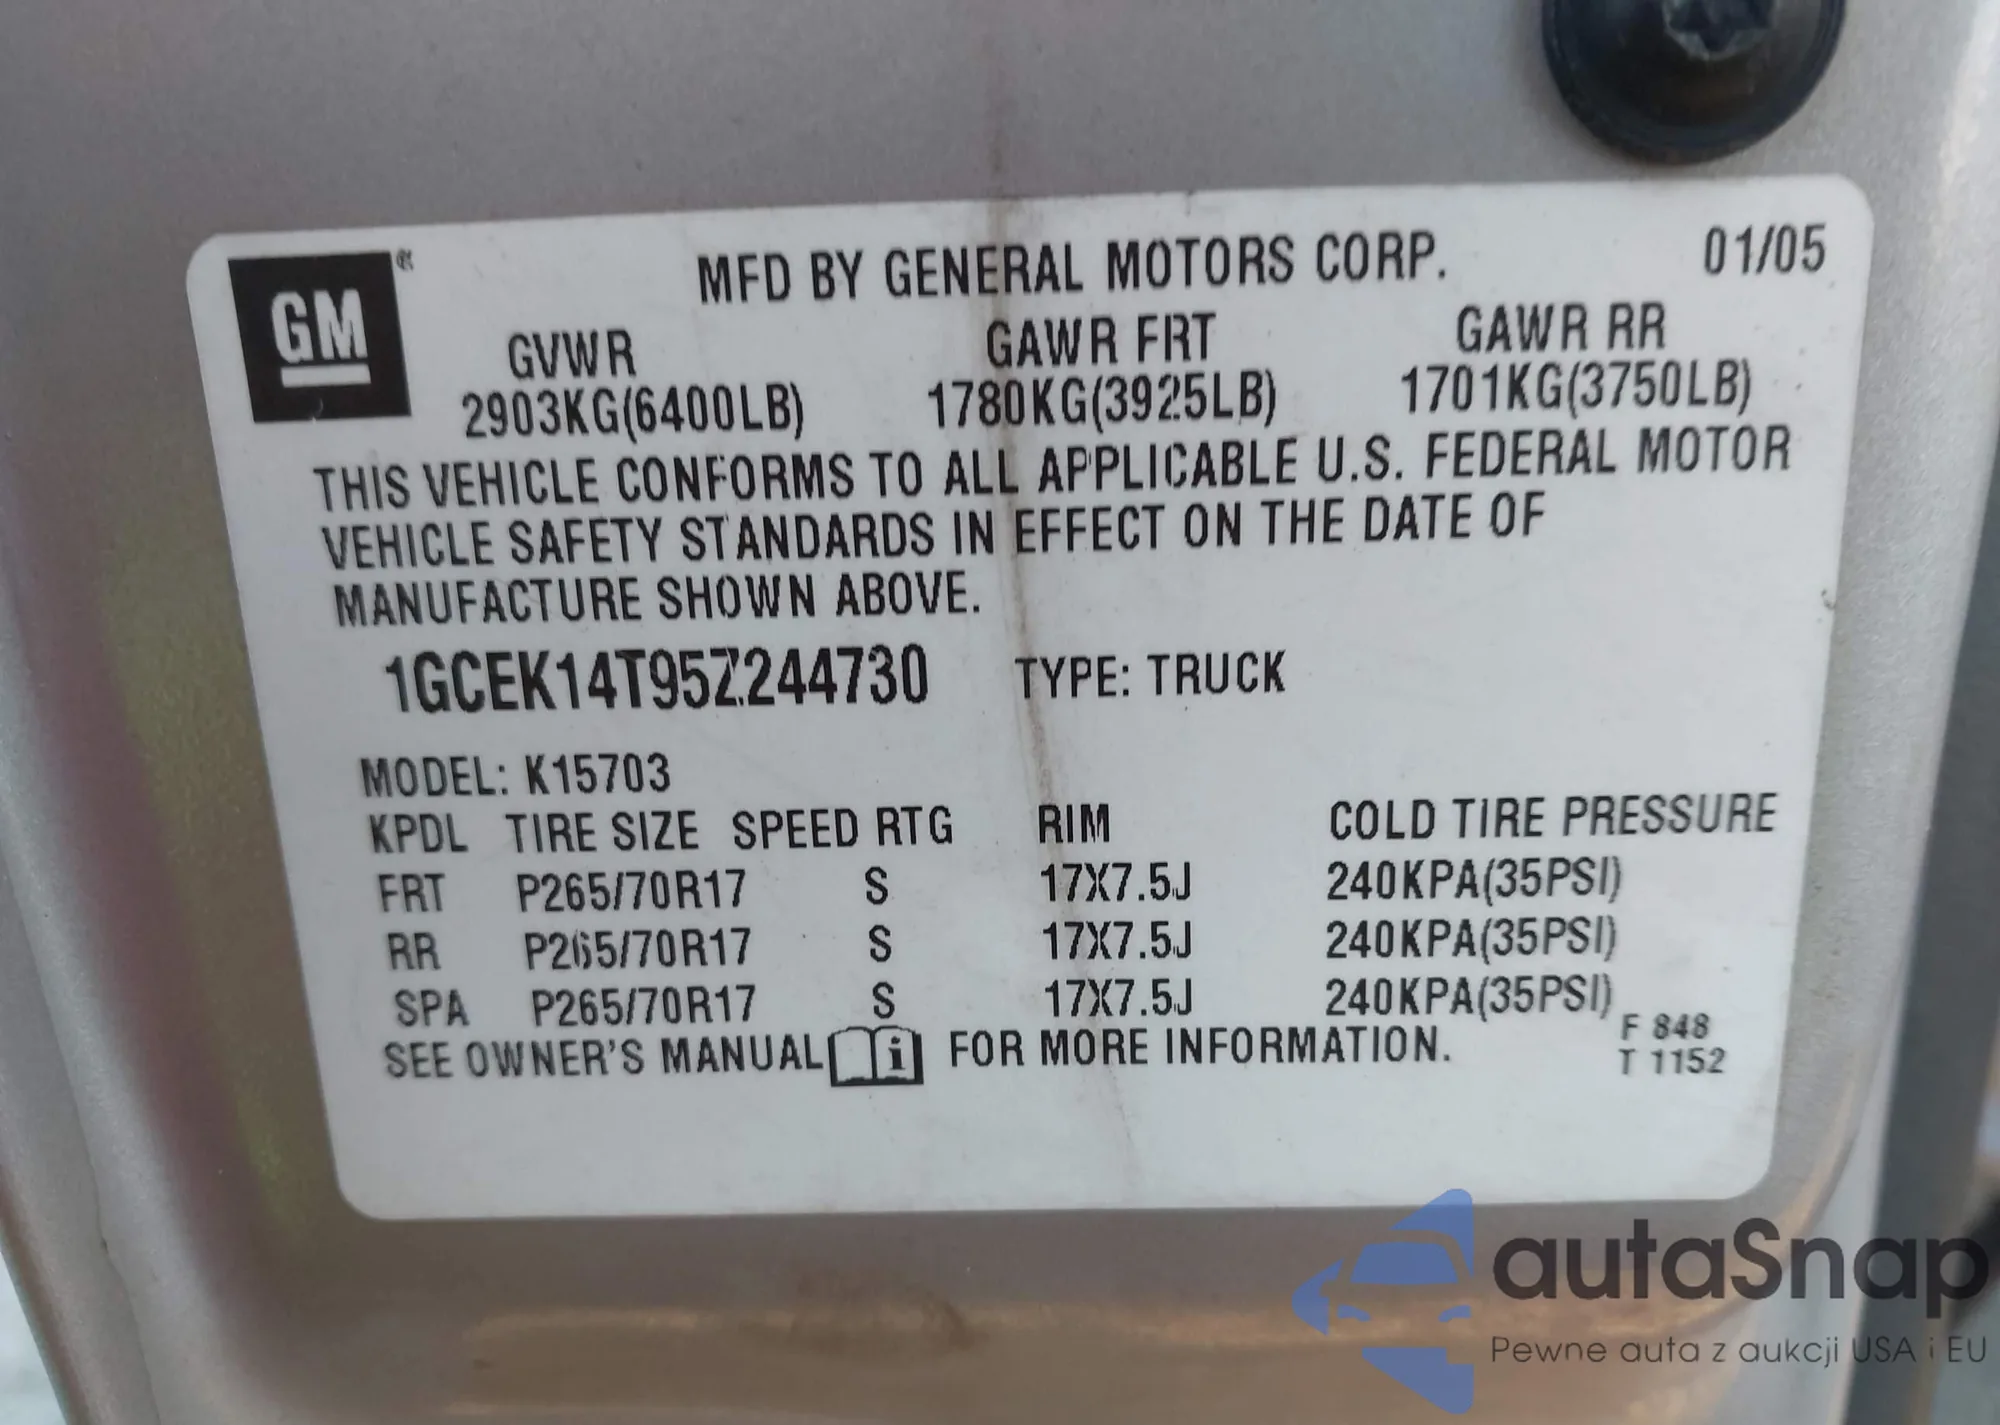 GM
MFD BY GENERAL MOTORS CORP. 01/05
GVWR GAWR FRT GAWR RR
2903KG(6400LB) 1780KG(3925LB) 1701KG(3750LB)
THIS VEHICLE CONFORMS TO ALL APPLICABLE U.S. FEDERAL MOTOR
VEHICLE SAFETY STANDARDS IN EFFECT ON THE DATE OF
MANUFACTURE SHOWN ABOVE.
1GCEK14T95Z244730 TYPE: TRUCK
MODEL: K15703
KPDL TIRE SIZE SPEED RTG RIM COLD TIRE PRESSURE
FRT P265/70R17 S 17X7.5J 240KPA(35PSI)
RR P265/70R17 S 17X7.5J 240KPA(35PSI)
SPA P265/70R17 S 17X7.5J 240KPA(35PSI)
SEE OWNER'S MANUAL i FOR MORE INFORMATION.
F 848
T 1152
autaSnap
Pewne auta z aukcji USA i EU